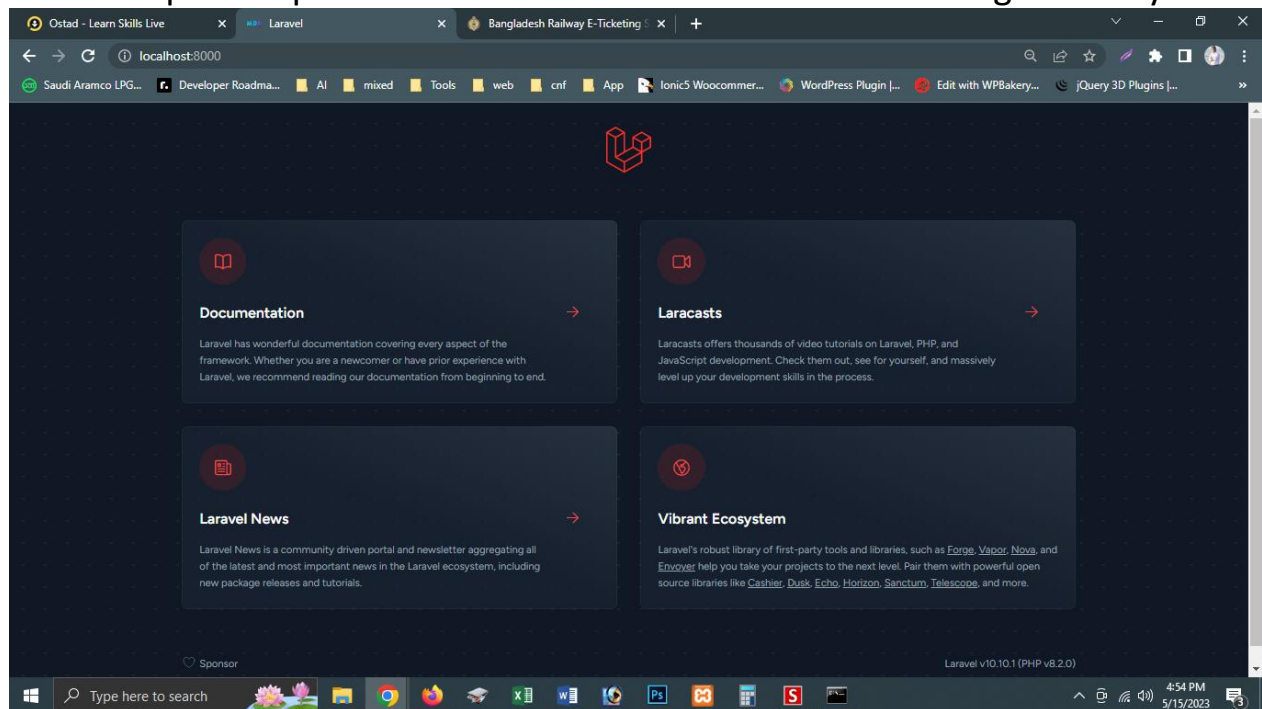 Ostad - Learn Skills Live
Laravel
Bangladesh Railway E-Ticketing S
localhost:8000
Saudi Aramco LPG...
Developer Roadma...
AI
mixed
Tools
web
cnf
App
Ionic5 Woocommer...
WordPress Plugin |...
Edit with WPBakery...
jQuery 3D Plugins |...
»
Documentation
Laravel has wonderful documentation covering every aspect of the
framework. Whether you are a newcomer or have prior experience with
Laravel, we recommend reading our documentation from beginning to end.
Laracasts
Laracasts offers thousands of video tutorials on Laravel, PHP, and
JavaScript development. Check them out, see for yourself, and massively
level up your development skills in the process.
Laravel News
Laravel News is a community driven portal and newsletter aggregating all
of the latest and most important news in the Laravel ecosystem, including
new package releases and tutorials.
Vibrant Ecosystem
Laravel's robust library of first-party tools and libraries, such as Forge, Vapor, Nova, and
Envoyer help you take your projects to the next level. Pair them with powerful open
source libraries like Cashier, Dusk, Echo, Horizon, Sanctum, Telescope, and more.
Sponsor
Laravel v10.10.1 (PHP v8.2.0)
Type here to search
Ps
S
4:54 PM
5/15/2023
3